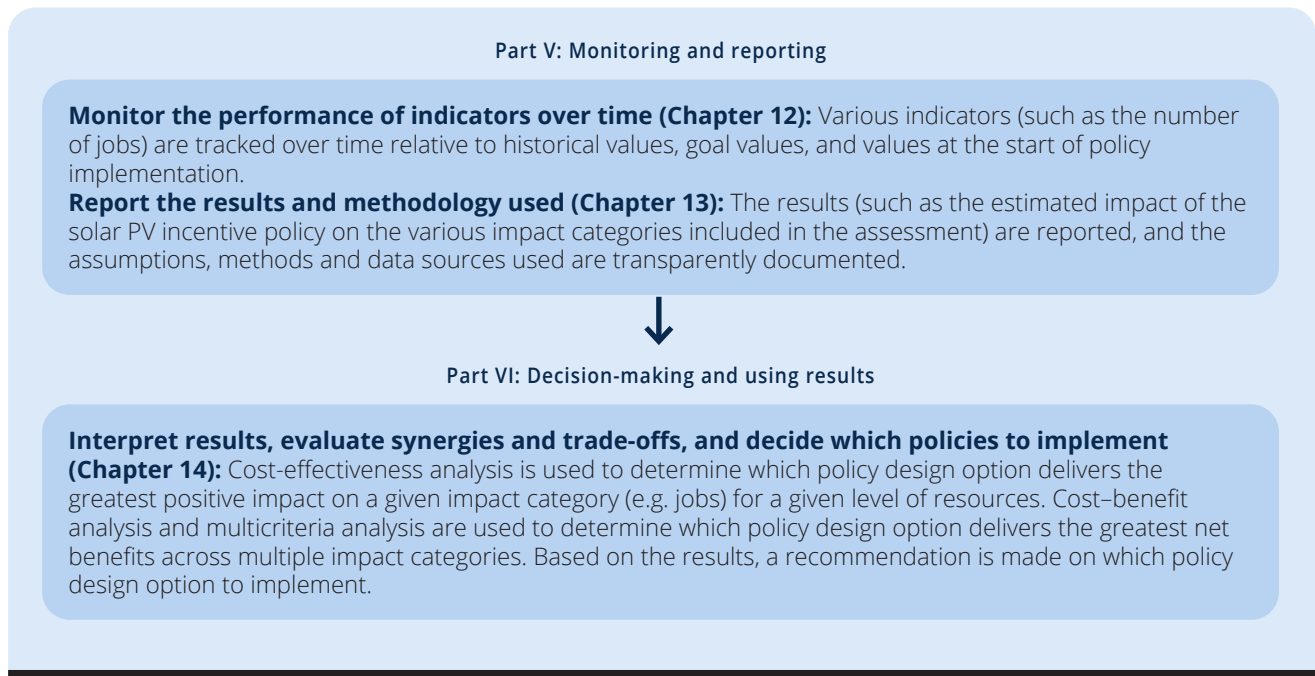 Part V: Monitoring and reporting
Monitor the performance of indicators over time (Chapter 12): Various indicators (such as the number
of jobs) are tracked over time relative to historical values, goal values, and values at the start of policy
implementation.
Report the results and methodology used (Chapter 13): The results (such as the estimated impact of the
solar PV incentive policy on the various impact categories included in the assessment) are reported, and the
assumptions, methods and data sources used are transparently documented.
Part VI: Decision-making and using results
Interpret results, evaluate synergies and trade-offs, and decide which policies to implement
(Chapter 14): Cost-effectiveness analysis is used to determine which policy design option delivers the
greatest positive impact on a given impact category (e.g. jobs) for a given level of resources. Cost–benefit
analysis and multicriteria analysis are used to determine which policy design option delivers the greatest net
benefits across multiple impact categories. Based on the results, a recommendation is made on which policy
design option to implement.